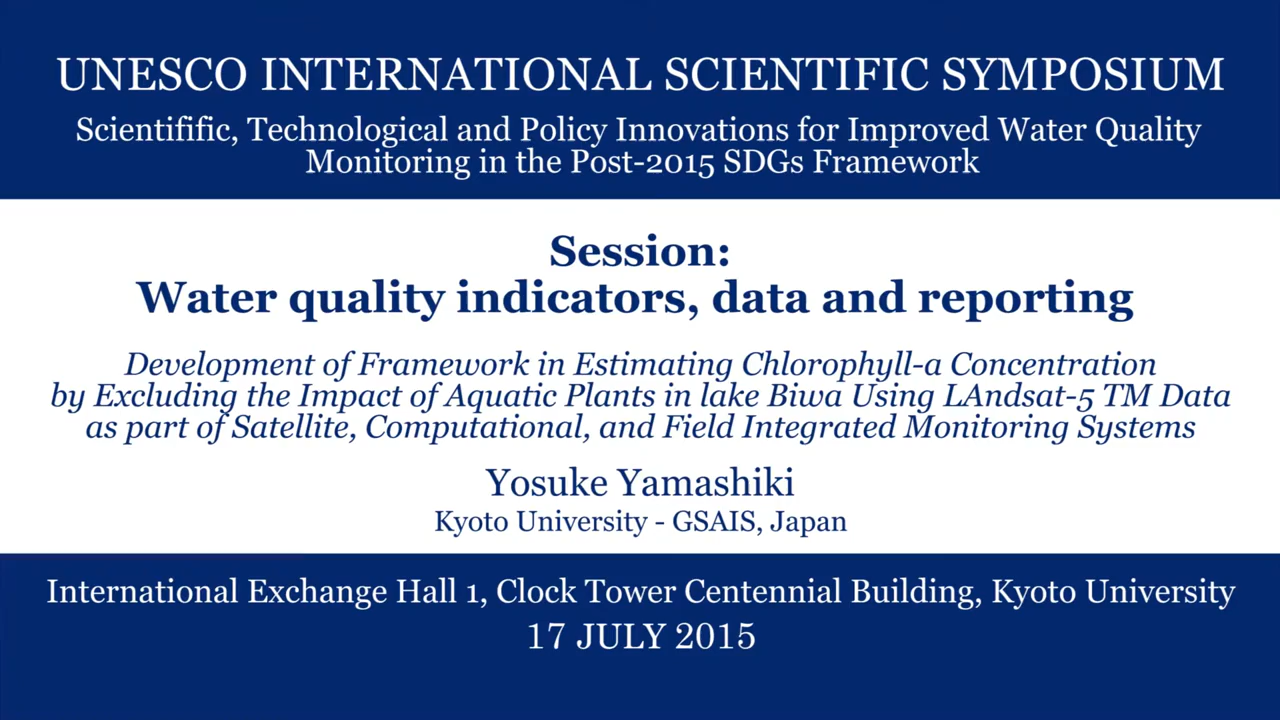 UNESCO INTERNATIONAL SCIENTIFIC SYMPOSIUM
Scientifific, Technological and Policy Innovations for Improved Water Quality
Monitoring in the Post-2015 SDGs Framework
Session:
Water quality indicators, data and reporting
Development of Framework in Estimating Chlorophyll-a Concentration
by Excluding the Impact of Aquatic Plants in lake Biwa Using LAndsat-5 TM Data
as part of Satellite, Computational, and Field Integrated Monitoring Systems
Yosuke Yamashiki
Kyoto University - GSAIS, Japan
International Exchange Hall 1, Clock Tower Centennial Building, Kyoto University
17 JULY 2015